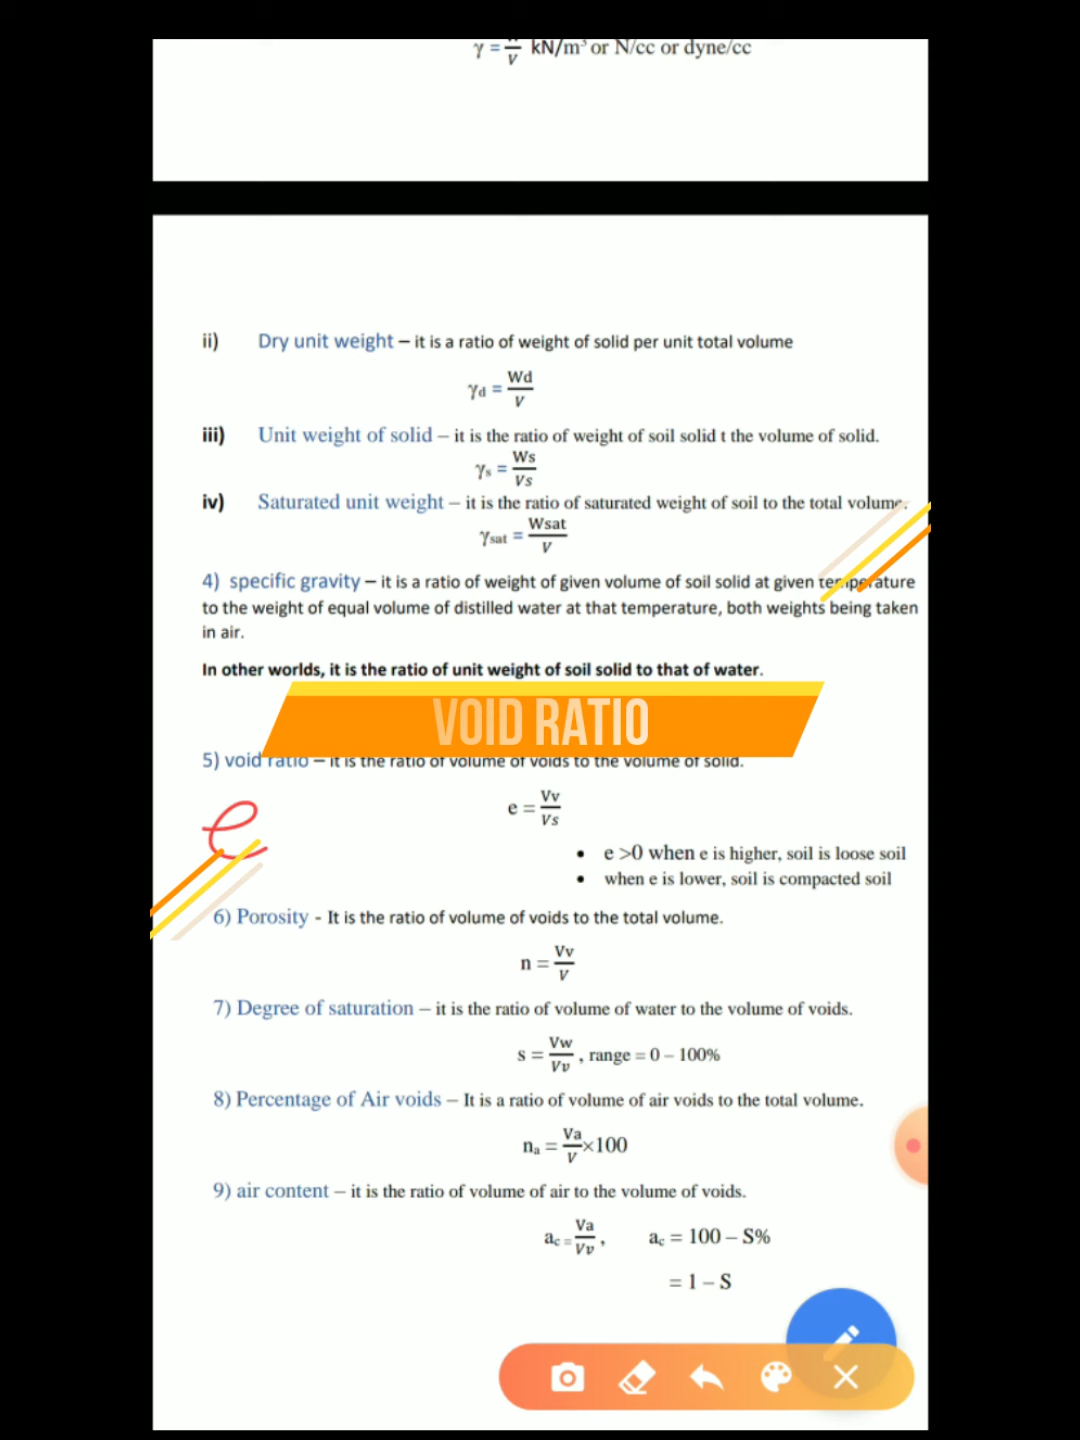 γ = / V kN/m³ or N/cc or dyne/cc
ii) Dry unit weight – it is a ratio of weight of solid per unit total volume
γd = Wd / V
iii) Unit weight of solid – it is the ratio of weight of soil solid t the volume of solid.
γs = Ws / Vs
iv) Saturated unit weight – it is the ratio of saturated weight of soil to the total volume.
γsat = Wsat / V
4) specific gravity – it is a ratio of weight of given volume of soil solid at given temperature
to the weight of equal volume of distilled water at that temperature, both weights being taken
in air.
In other worlds, it is the ratio of unit weight of soil solid to that of water.
VOID RATIO
5) void ratio – it is the ratio of volume of voids to the volume of solid.
e = Vv / Vs
e
• e >0 when e is higher, soil is loose soil
• when e is lower, soil is compacted soil
6) Porosity - It is the ratio of volume of voids to the total volume.
n = Vv / V
7) Degree of saturation – it is the ratio of volume of water to the volume of voids.
s = Vw / Vv , range = 0 – 100%
8) Percentage of Air voids – It is a ratio of volume of air voids to the total volume.
na = Va / V ×100
9) air content – it is the ratio of volume of air to the volume of voids.
ac = Va / Vv , ac = 100 – S%
= 1 – S